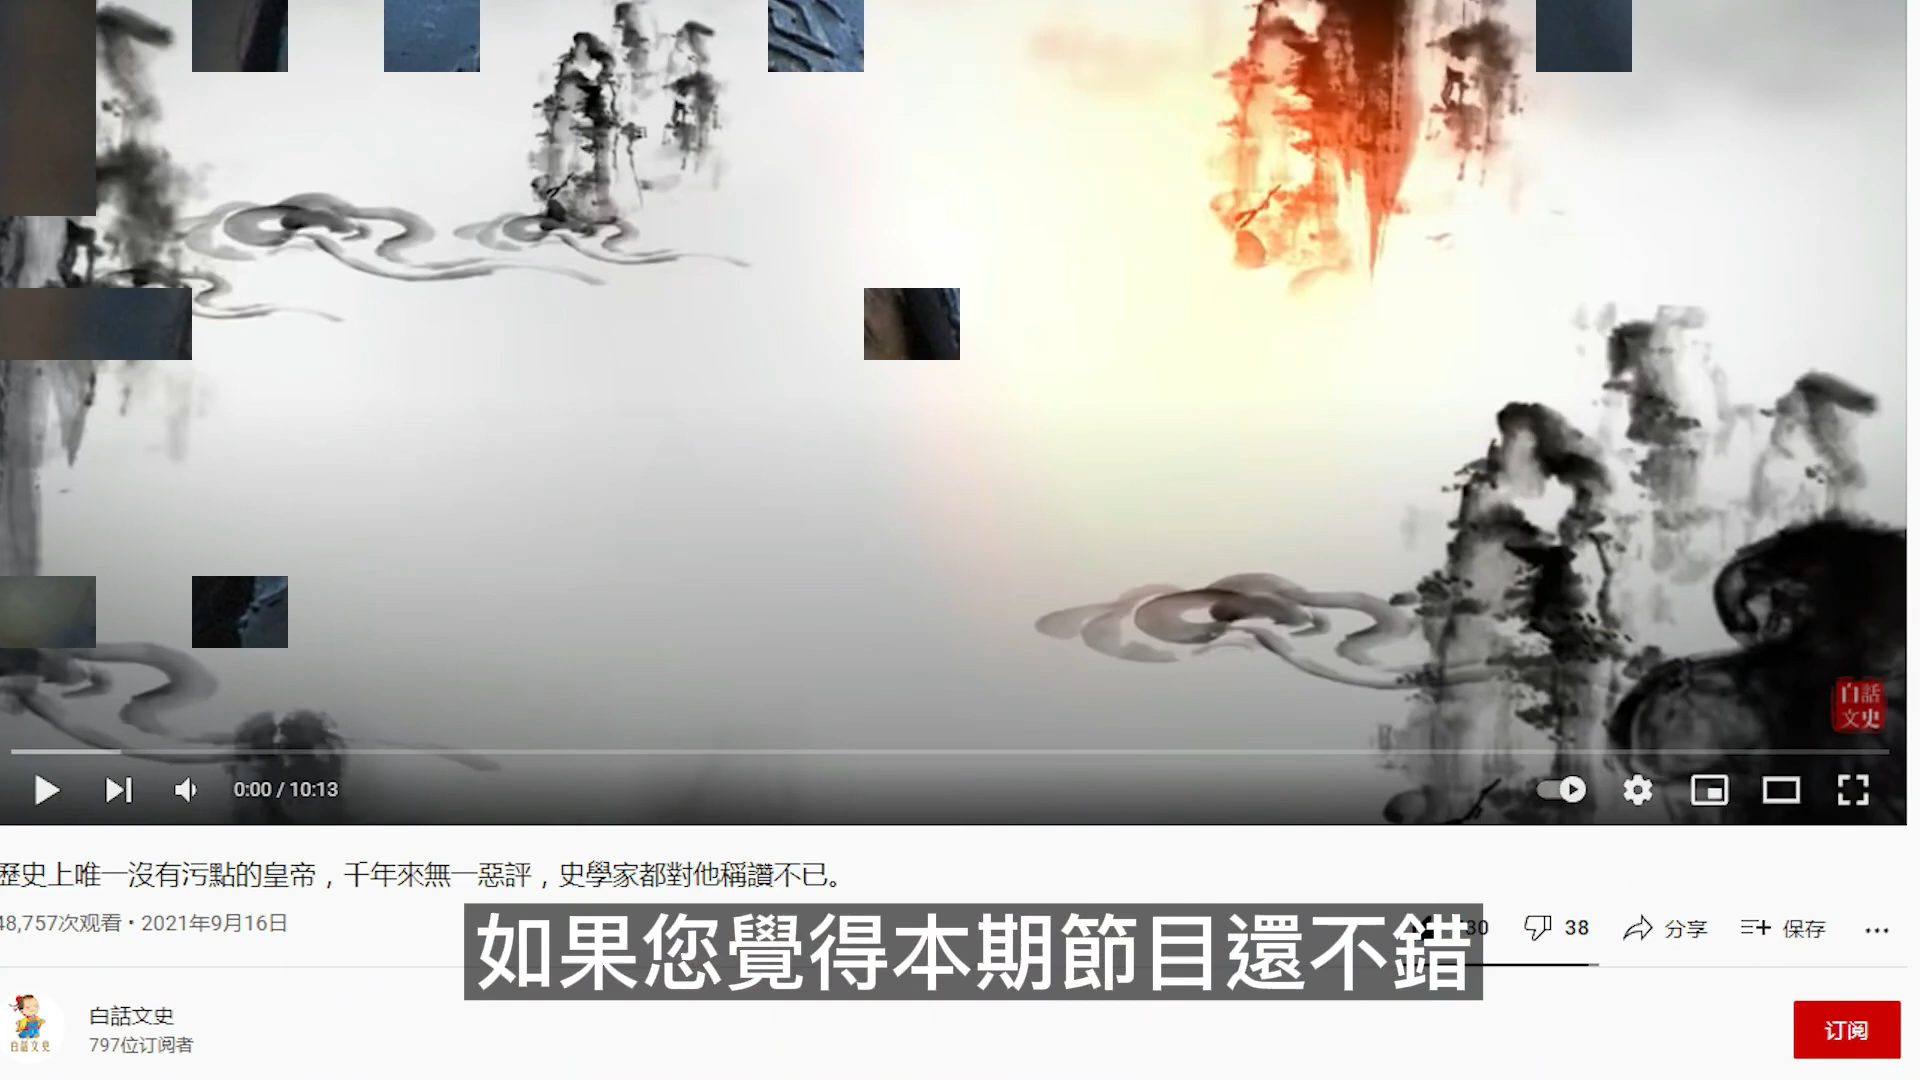 白話
文史
0:00 / 10:13
歷史上唯一沒有污點的皇帝，千年來無一惡評，史學家都對他稱讚不已。
48,757次观看 • 2021年9月16日
38 分享 保存
如果您覺得本期節目還不錯
白話文史
797位订阅者
白話文史
订阅